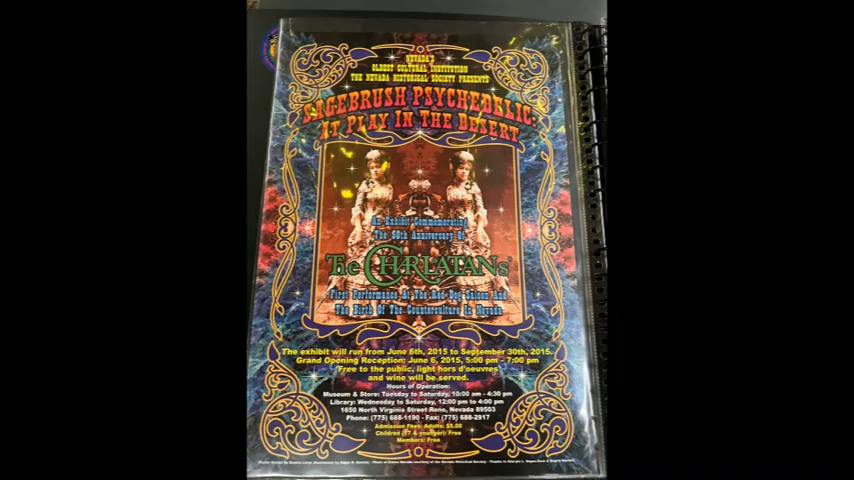 NEVADA'S
OLDEST CULTURAL INSTITUTION
THE NEVADA HISTORICAL SOCIETY PRESENTS
SAGEBRUSH PSYCHEDELIC:
AT PLAY IN THE DESERT
An Exhibit Commemorating
The 50th Anniversary Of
The CHARLATANs'
First Performance At The Red Dog Saloon And
The Birth Of The Counterculture In Nevada
The exhibit will run from June 6th, 2015 to September 30th, 2015.
Grand Opening Reception: June 6, 2015, 5:00 pm - 7:00 pm
Free to the public, light hors d'oeuvres
and wine will be served.
Hours of Operation:
Museum & Store: Tuesday to Saturday, 10:00 am - 4:30 pm
Library: Wednesday to Saturday, 12:00 pm to 4:00 pm
1650 North Virginia Street Reno, Nevada 89503
Phone: (775) 688-1190 - Fax: (775) 688-2917
Admission Fees: Adults: $5.00
Children (17 & younger): Free
Members: Free